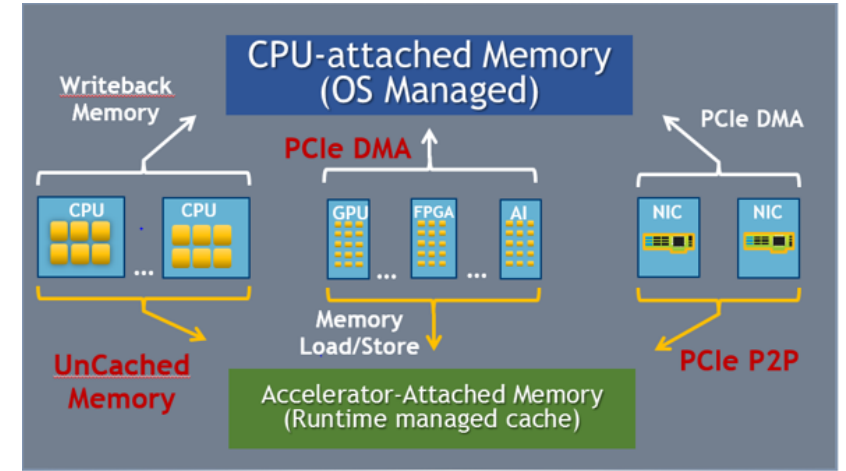 CPU-attached Memory
(OS Managed)
Writeback
Memory
PCIe DMA
PCIe DMA
CPU
CPU
...
GPU
FPGA
AI
...
...
NIC
NIC
Memory
Load/Store
UnCached
Memory
PCIe P2P
Accelerator-Attached Memory
(Runtime managed cache)